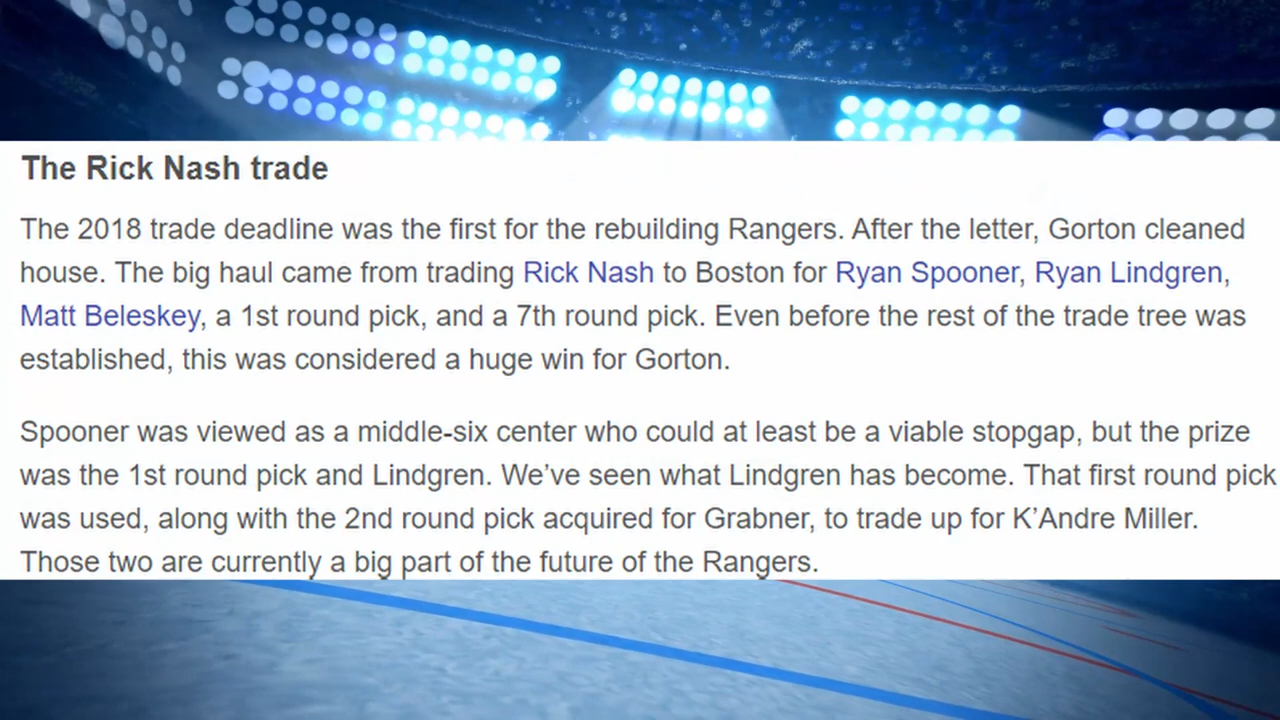 The Rick Nash trade
The 2018 trade deadline was the first for the rebuilding Rangers. After the letter, Gorton cleaned
house. The big haul came from trading Rick Nash to Boston for Ryan Spooner, Ryan Lindgren,
Matt Beleskey, a 1st round pick, and a 7th round pick. Even before the rest of the trade tree was
established, this was considered a huge win for Gorton.
Spooner was viewed as a middle-six center who could at least be a viable stopgap, but the prize
was the 1st round pick and Lindgren. We’ve seen what Lindgren has become. That first round pick
was used, along with the 2nd round pick acquired for Grabner, to trade up for K’Andre Miller.
Those two are currently a big part of the future of the Rangers.